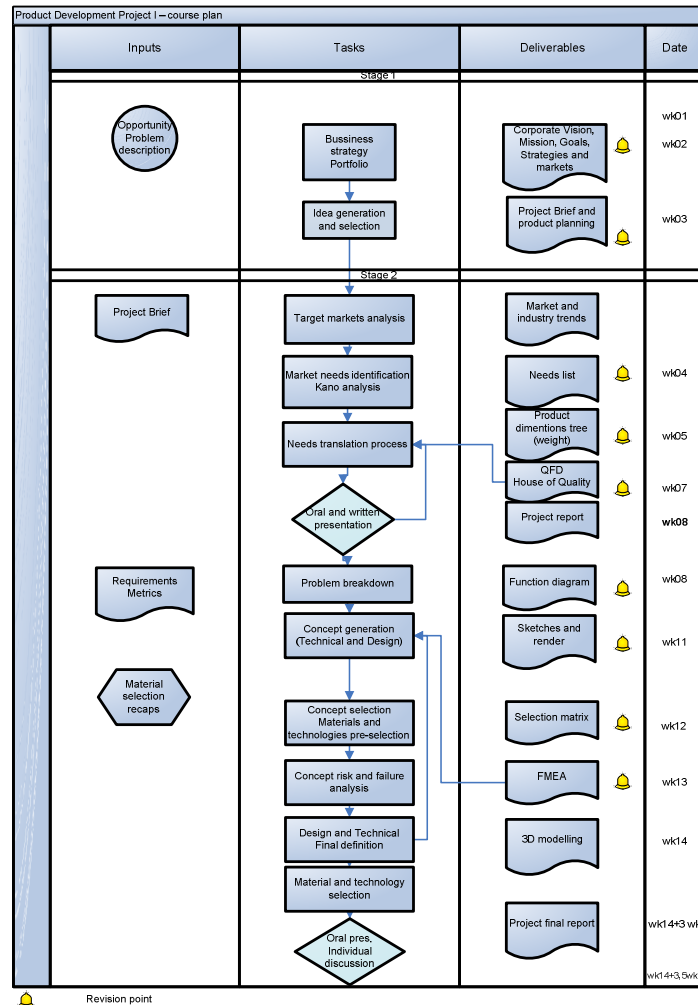 Product Development Project I – course plan
Inputs
Tasks
Deliverables
Date
Stage 1
Opportunity
Problem
description
Bussiness
strategy
Portfolio
Corporate Vision,
Mission, Goals,
Strategies and
markets
wk01
wk02
Idea generation
and selection
Project Brief and
product planning
wk03
Stage 2
Project Brief
Target markets analysis
Market and
industry trends
Market needs identification
Kano analysis
Needs list
wk04
Needs translation process
Product
dimentions tree
(weight)
wk05
QFD
House of Quality
wk07
Oral and written
presentation
Project report
wk08
Requirements
Metrics
Problem breakdown
Function diagram
wk08
Concept generation
(Technical and Design)
Sketches and
render
wk11
Material
selection
recaps
Concept selection
Materials and
technologies pre-selection
Selection matrix
wk12
Concept risk and failure
analysis
FMEA
wk13
Design and Technical
Final definition
3D modelling
wk14
Material and technology
selection
Project final report
wk14+3 wk
Oral pres,
Individual
discussion
wk14+3,5wk
Revision point